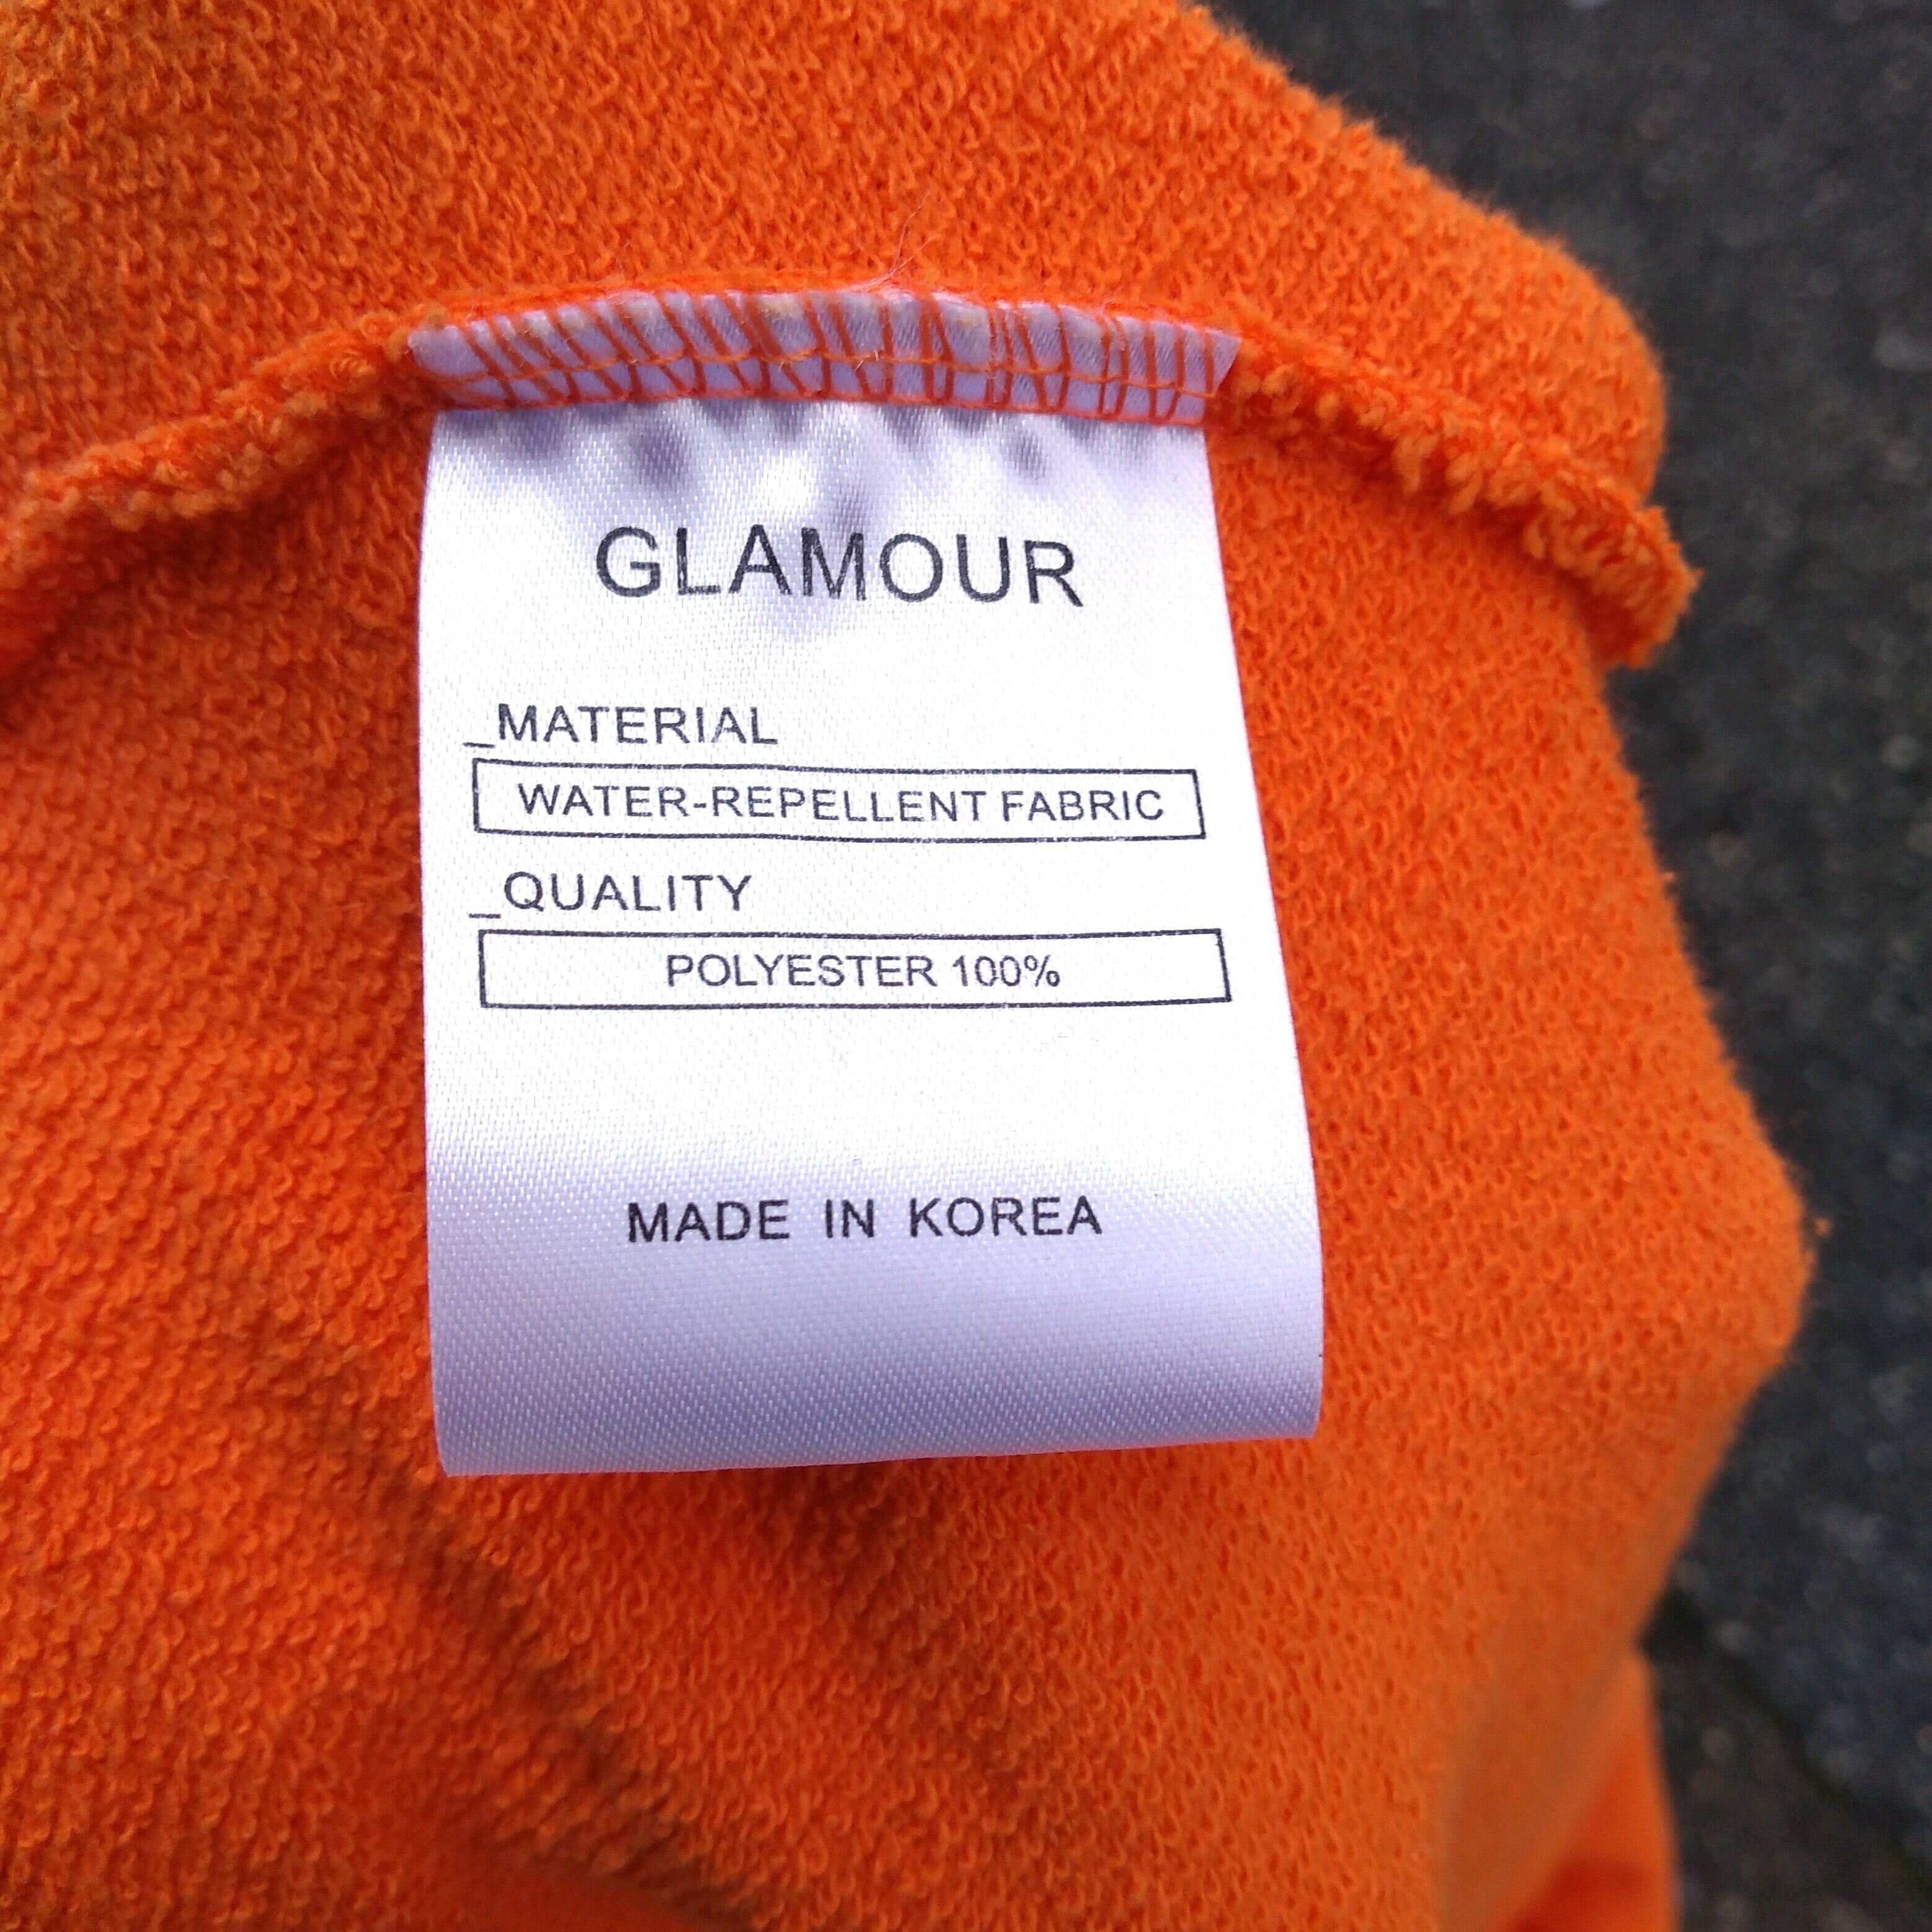 GLAMOUR
_MATERIAL
WATER-REPELLENT FABRIC
_QUALITY
POLYESTER 100%
MADE IN KOREA